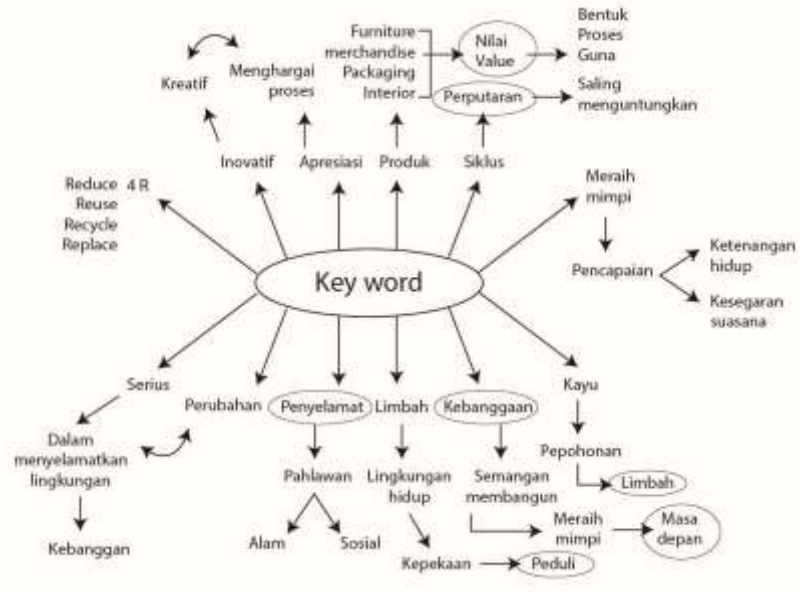 Furniture
merchandise
Packaging
Interior
Nilai
Value
Bentuk
Proses
Guna
Perputaran
Saling
menguntungkan
Kreatif
Menghargai
proses
Inovatif
Apresiasi
Produk
Siklus
Reduce 4 R
Reuse
Recycle
Replace
Meraih
mimpi
Pencapaian
Ketenangan
hidup
Kesegaran
suasana
Key word
Serius
Perubahan
Penyelamat
Limbah
Kebanggaan
Kayu
Dalam
menyelamatkan
lingkungan
Kebanggan
Pahlawan
Alam
Sosial
Lingkungan
hidup
Kepekaan
Peduli
Semangan
membangun
Meraih
mimpi
Masa
depan
Pepohonan
Limbah